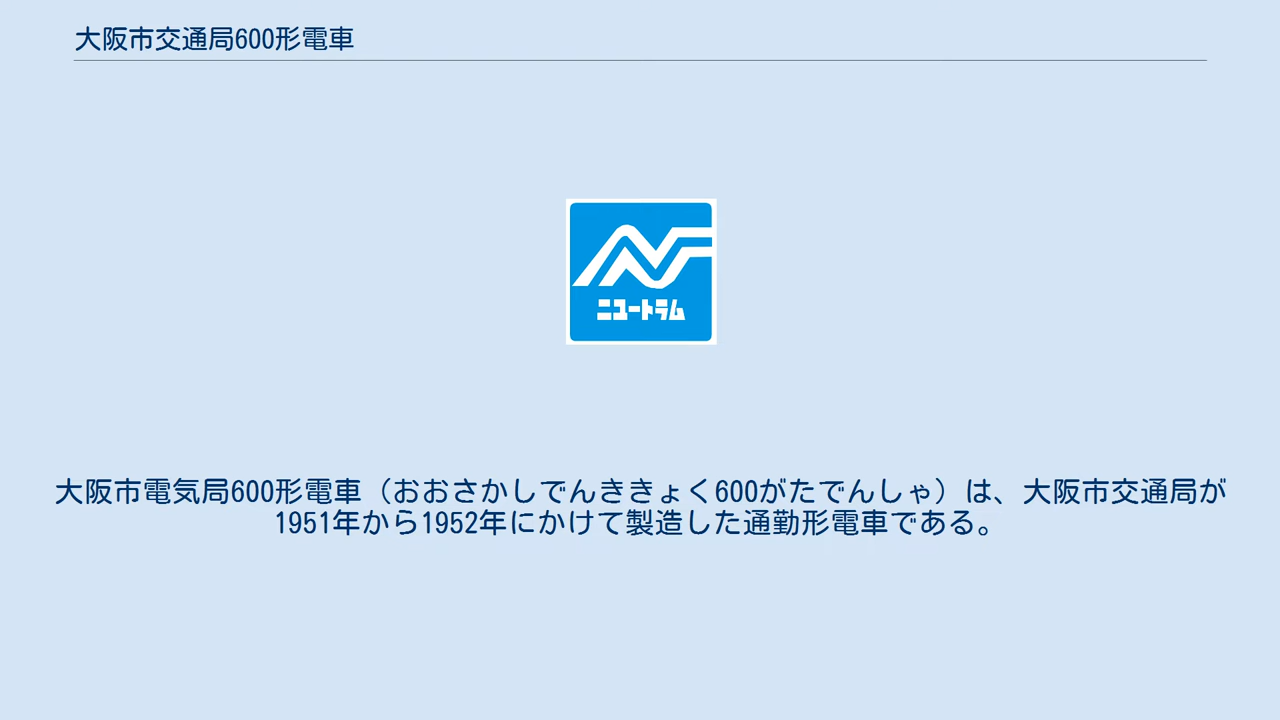 大阪市交通局600形電車
ニュートラム
大阪市電気局600形電車（おおさかしでんききょく600がたでんしゃ）は、大阪市交通局が
1951年から1952年にかけて製造した通勤形電車である。